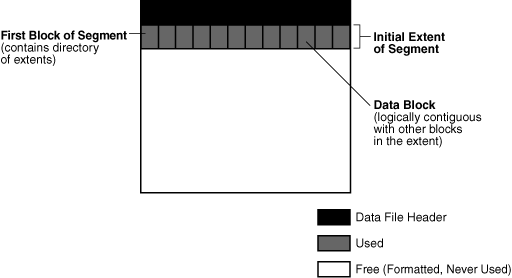 First Block of Segment
(contains directory
of extents)
Initial Extent
of Segment
Data Block
(logically contiguous
with other blocks
in the extent)
Data File Header
Used
Free (Formatted, Never Used)